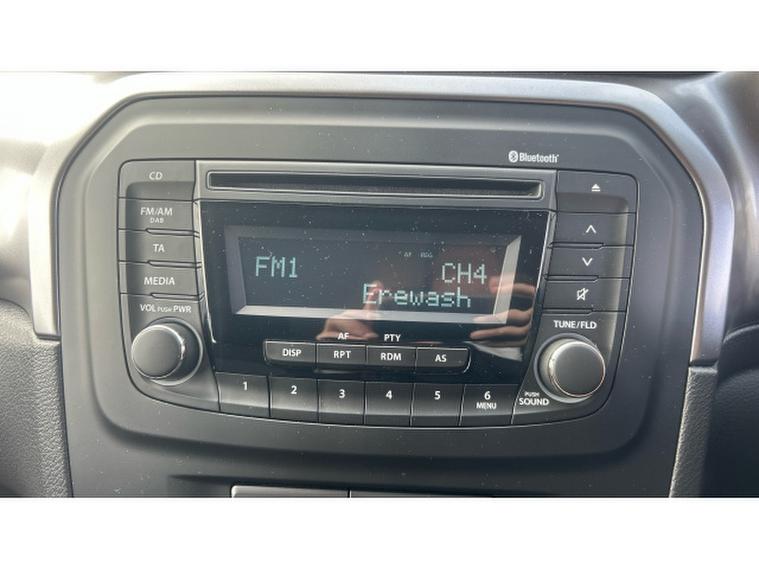 Bluetooth
CD
FM/AM
DAB
TA
MEDIA
VOL PUSH PWR
AF REG
FM1 CH4
Erewash
TUNE/FLD
AF PTY
DISP RPT RDM AS
1 2 3 4 5 6
MENU
PUSH
SOUND